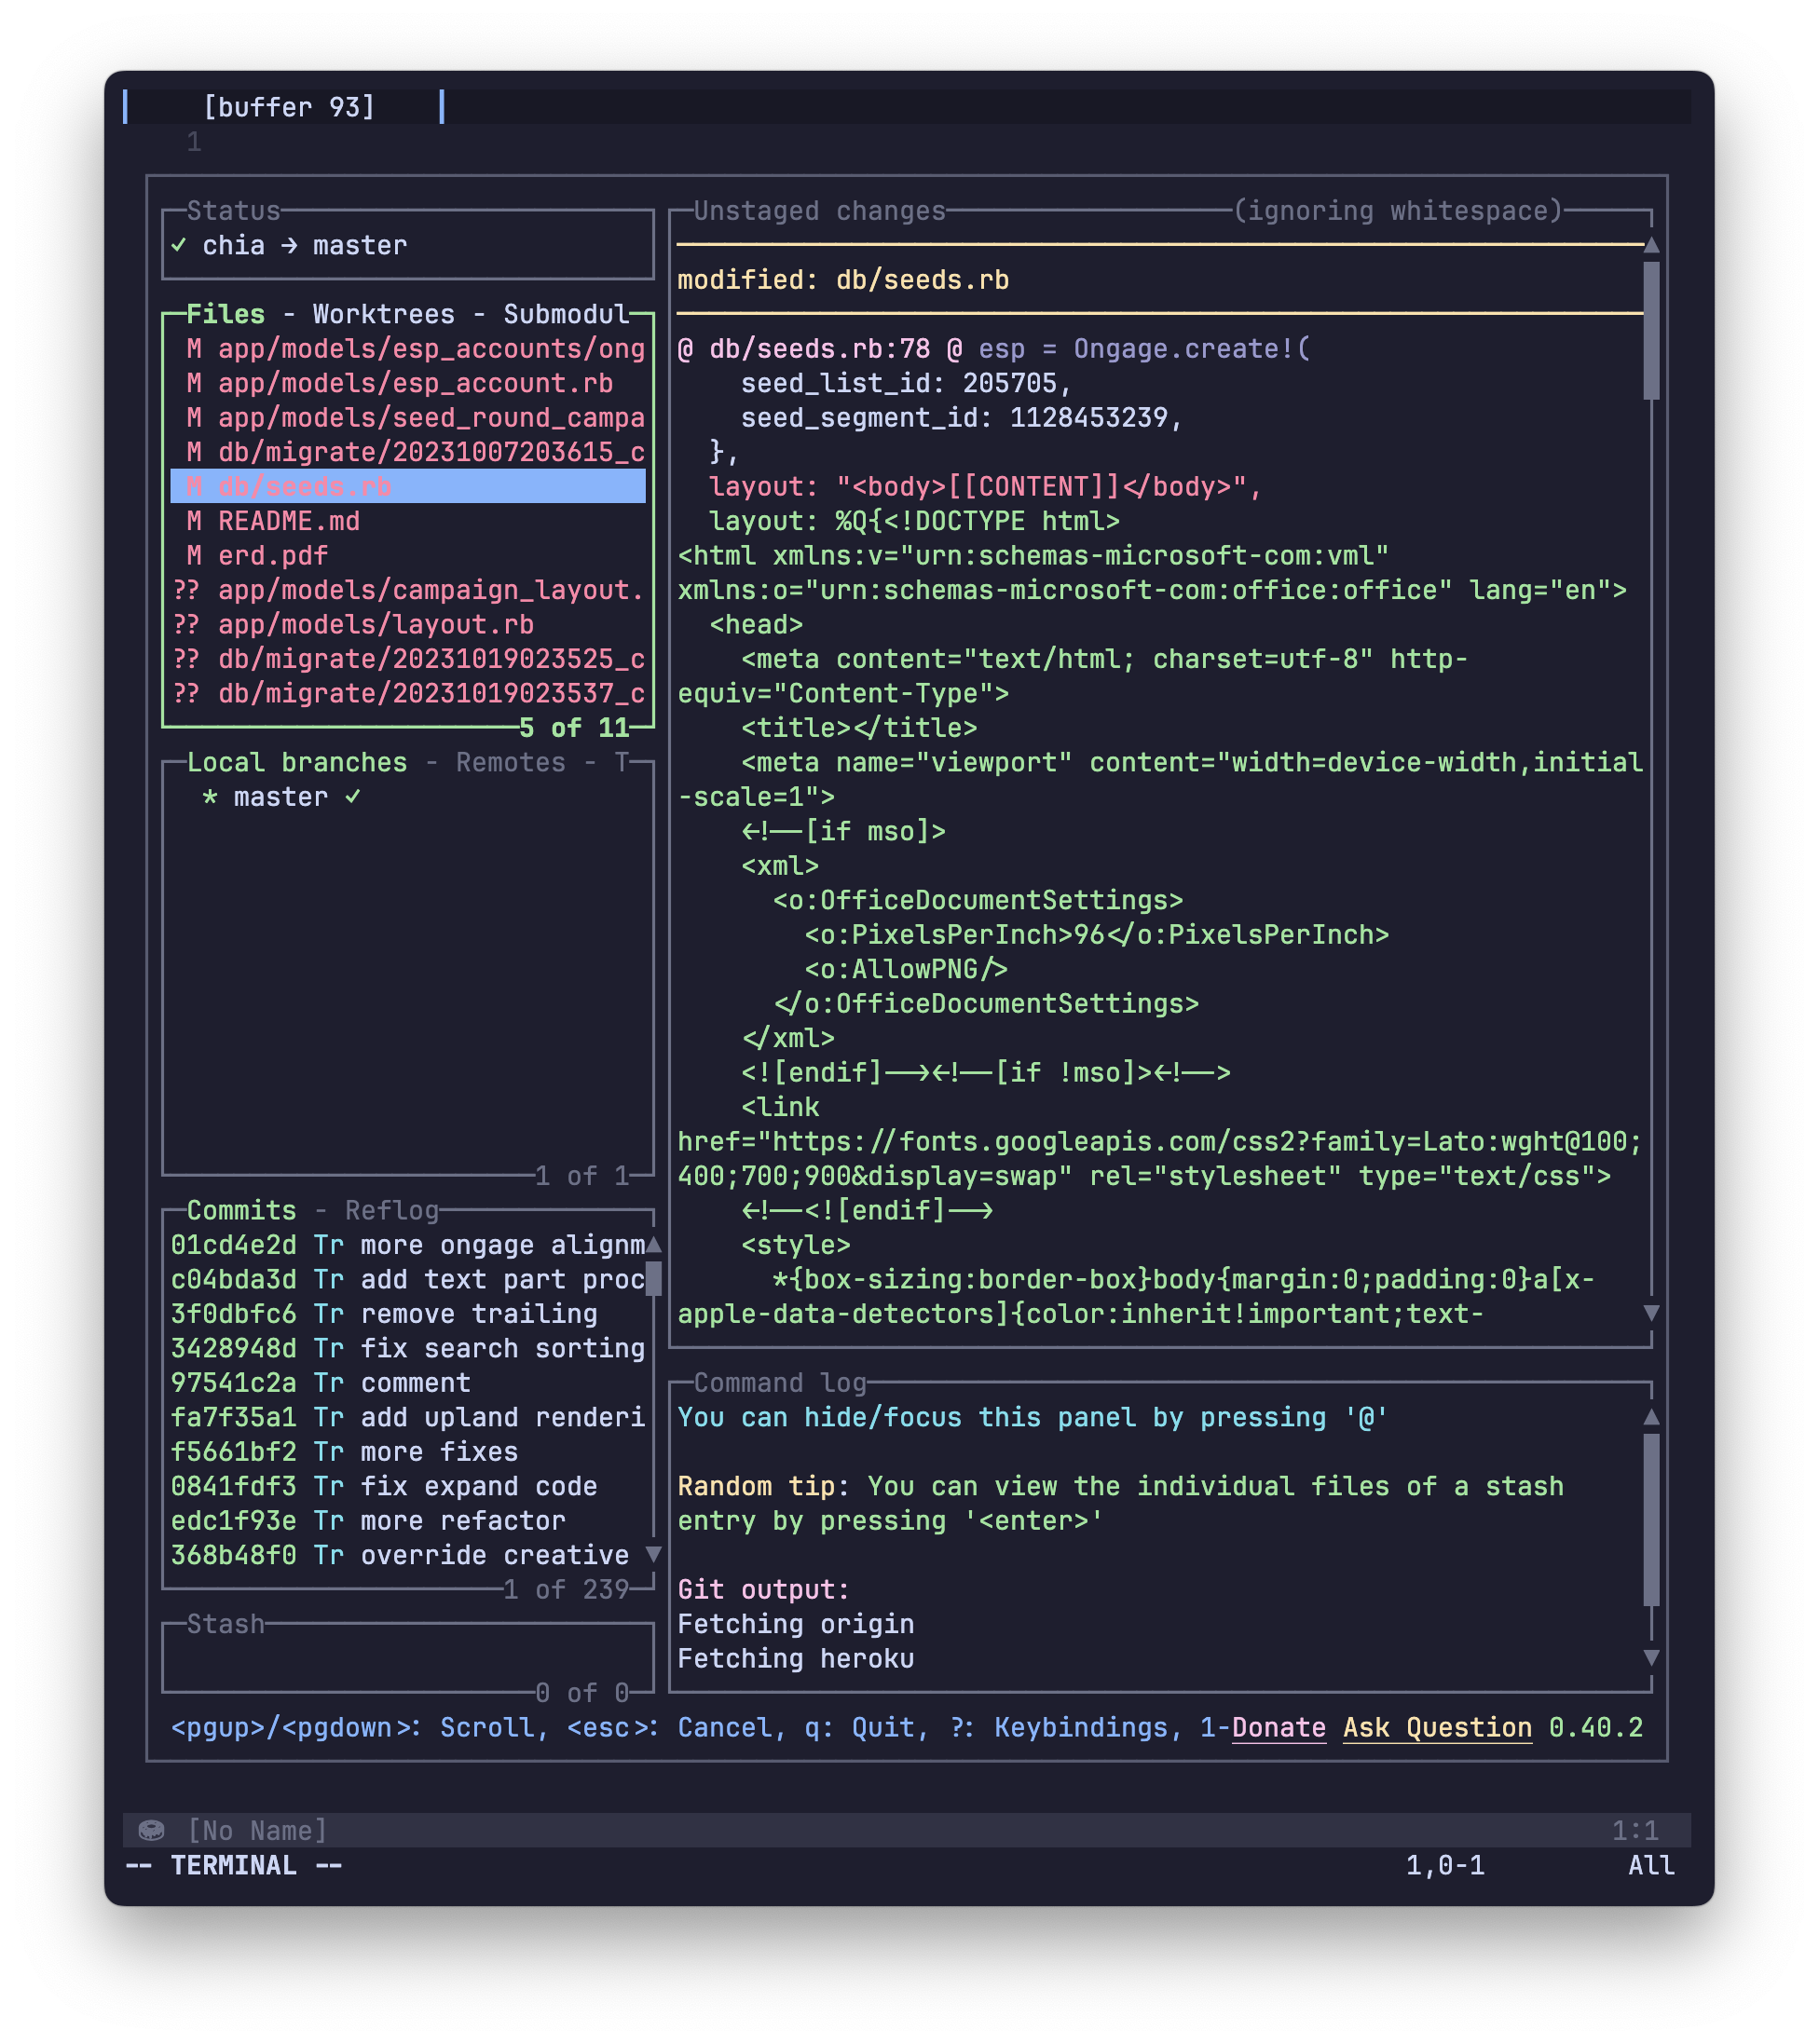 [buffer 93]
1
Status
✓ chia → master
Files - Worktrees - Submodul
M app/models/esp_accounts/ong
M app/models/esp_account.rb
M app/models/seed_round_campa
M db/migrate/20231007203615_c
M db/seeds.rb
M README.md
M erd.pdf
?? app/models/campaign_layout.
?? app/models/layout.rb
?? db/migrate/20231019023525_c
?? db/migrate/20231019023537_c
5 of 11
Local branches - Remotes - T
* master ✓
1 of 1
Commits - Reflog
01cd4e2d Tr more ongage alignm
c04bda3d Tr add text part proc
3f0dbfc6 Tr remove trailing
3428948d Tr fix search sorting
97541c2a Tr comment
fa7f35a1 Tr add upland renderi
f5661bf2 Tr more fixes
0841fdf3 Tr fix expand code
edc1f93e Tr more refactor
368b48f0 Tr override creative
1 of 239
Stash
0 of 0
Unstaged changes (ignoring whitespace)
modified: db/seeds.rb
@ db/seeds.rb:78 @ esp = Ongage.create!(
seed_list_id: 205705,
seed_segment_id: 1128453239,
},
layout: "<body>[[CONTENT]]</body>",
layout: %Q{<!DOCTYPE html>
<html xmlns:v="urn:schemas-microsoft-com:vml"
xmlns:o="urn:schemas-microsoft-com:office:office" lang="en">
<head>
<meta content="text/html; charset=utf-8" http-
equiv="Content-Type">
<title></title>
<meta name="viewport" content="width=device-width,initial
-scale=1">
<!--[if mso]>
<xml>
<o:OfficeDocumentSettings>
<o:PixelsPerInch>96</o:PixelsPerInch>
<o:AllowPNG/>
</o:OfficeDocumentSettings>
</xml>
<![endif]--><!--[if !mso]><!-->
<link
href="https://fonts.googleapis.com/css2?family=Lato:wght@100;
400;700;900&display=swap" rel="stylesheet" type="text/css">
<!--<![endif]-->
<style>
*{box-sizing:border-box}body{margin:0;padding:0}a[x-
apple-data-detectors]{color:inherit!important;text-
Command log
You can hide/focus this panel by pressing '@'
Random tip: You can view the individual files of a stash
entry by pressing '<enter>'
Git output:
Fetching origin
Fetching heroku
<pgup>/<pgdown>: Scroll, <esc>: Cancel, q: Quit, ?: Keybindings, 1-Donate Ask Question 0.40.2
[No Name] 1:1
-- TERMINAL -- 1,0-1 All